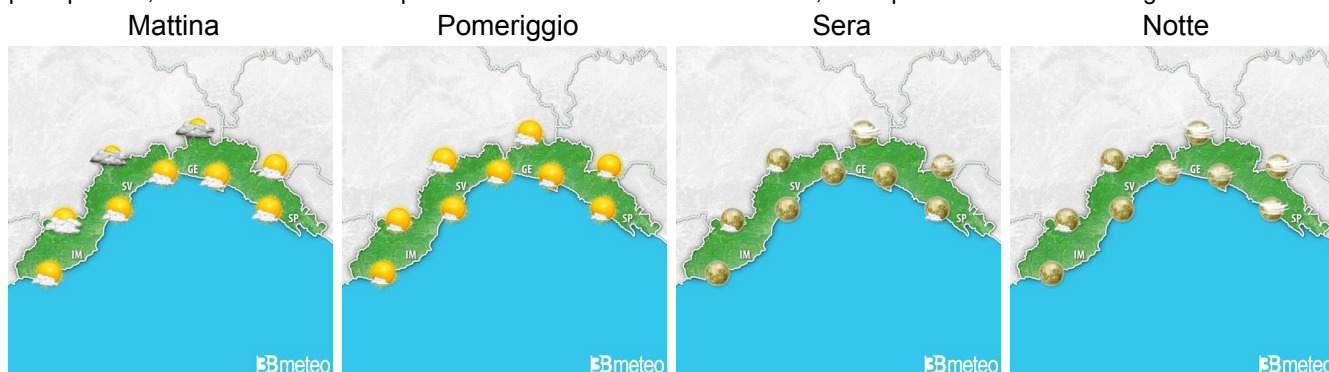 Mattina Pomeriggio Sera Notte
SV GE IM SP
SV GE IM SP
SV GE IM SP
SV GE IM SP
3Bmeteo 3Bmeteo 3Bmeteo 3Bmeteo